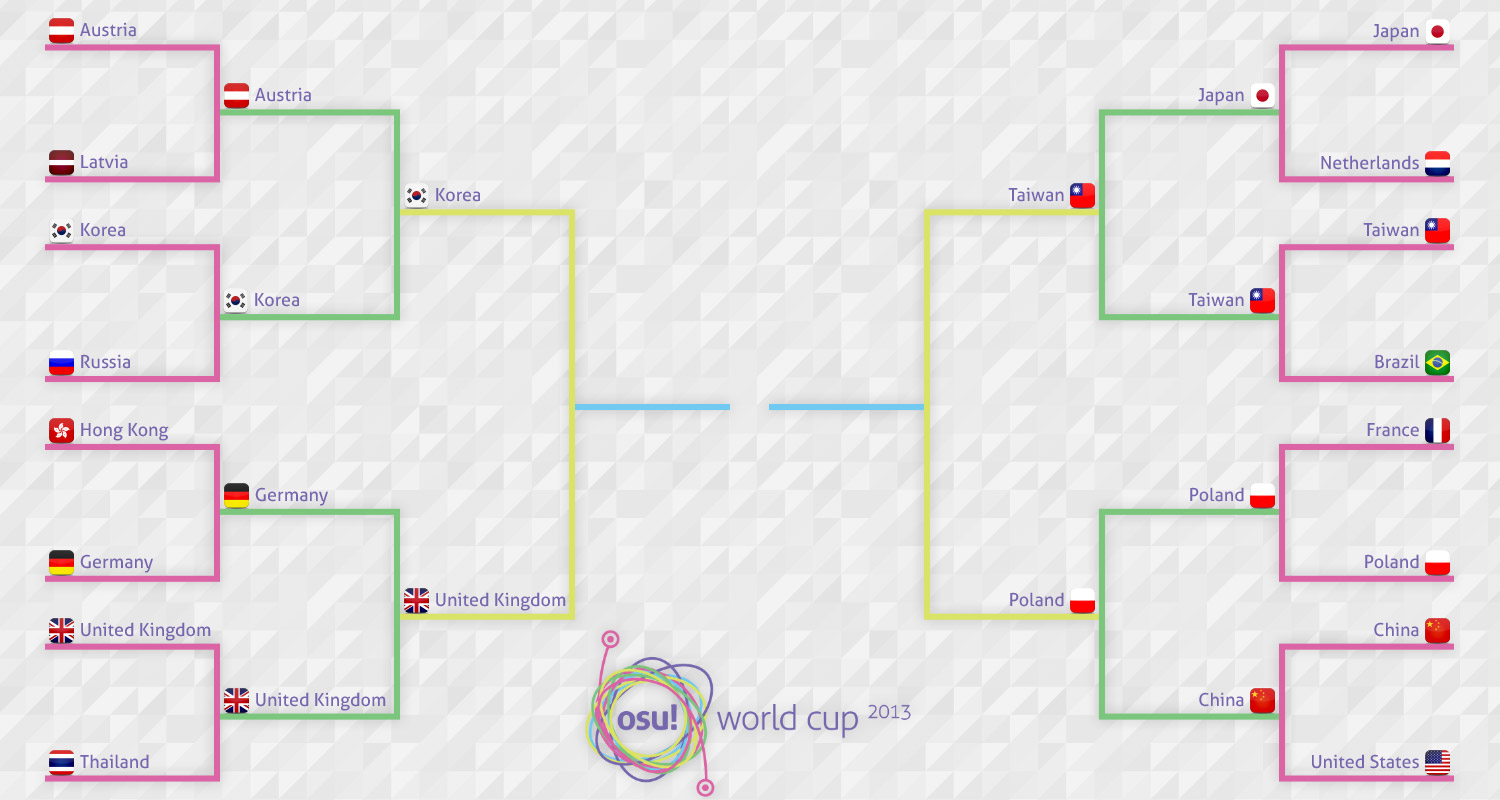 Austria
Latvia
Korea
Russia
Hong Kong
Germany
United Kingdom
Thailand
Austria
Korea
Germany
United Kingdom
Korea
United Kingdom
Taiwan
Poland
Japan
Taiwan
Poland
China
Japan
Netherlands
Taiwan
Brazil
France
Poland
China
United States
osu! world cup 2013